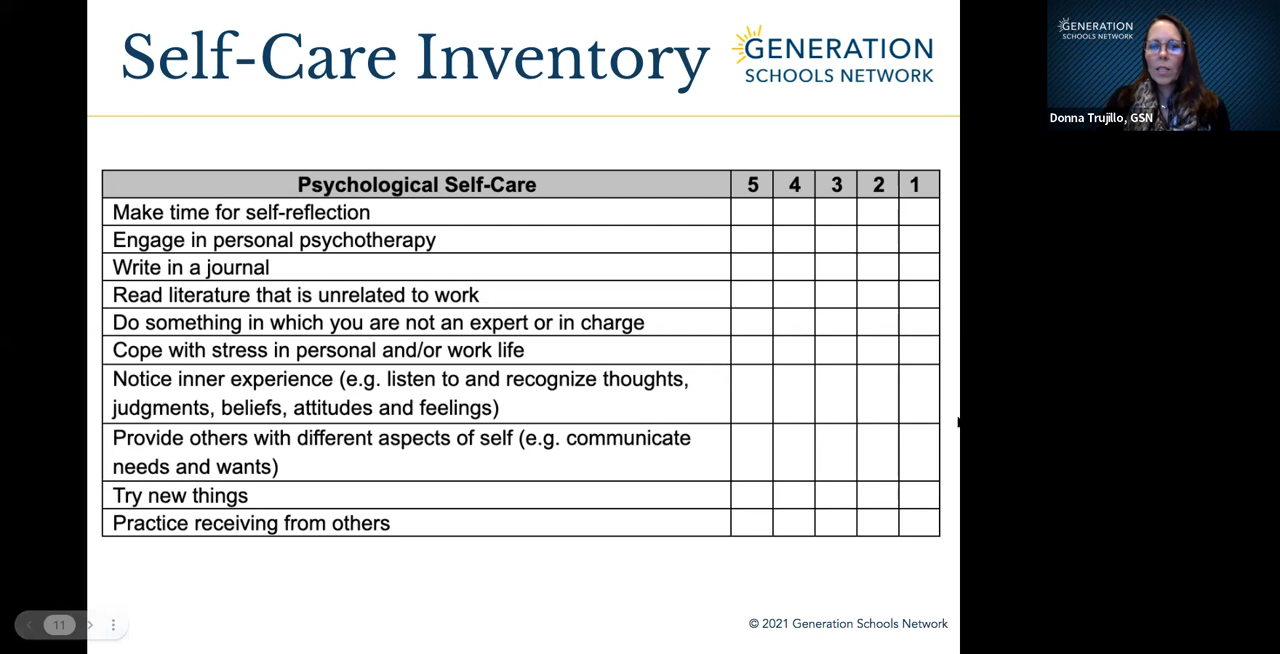 Self-Care Inventory
GENERATION
SCHOOLS NETWORK
GENERATION
SCHOOLS NETWORK
Donna Trujillo, GSN
Psychological Self-Care 5 4 3 2 1
Make time for self-reflection
Engage in personal psychotherapy
Write in a journal
Read literature that is unrelated to work
Do something in which you are not an expert or in charge
Cope with stress in personal and/or work life
Notice inner experience (e.g. listen to and recognize thoughts,
judgments, beliefs, attitudes and feelings)
Provide others with different aspects of self (e.g. communicate
needs and wants)
Try new things
Practice receiving from others
11
© 2021 Generation Schools Network